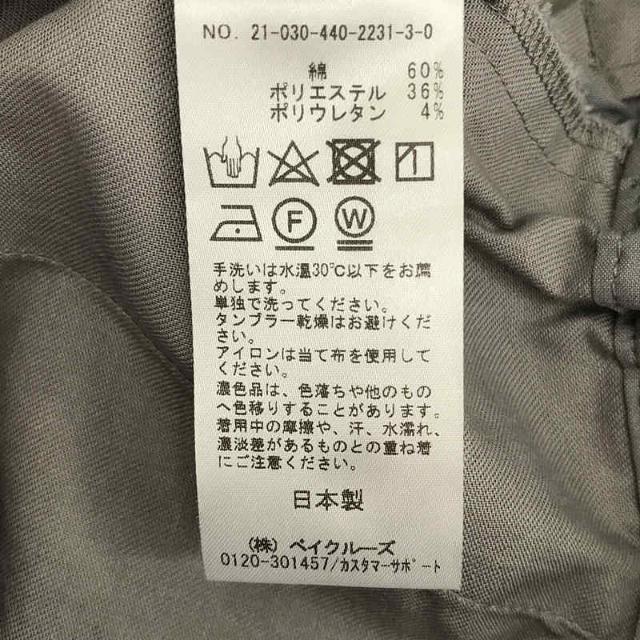 NO. 21-030-440-2231-3-0
綿 60%
ポリエステル 36%
ポリウレタン 4%
F W
手洗いは水温30℃以下をお薦
めします。
単独で洗ってください。
タンブラー乾燥はお避けくだ
さい。
アイロンは当て布を使用して
ください。
濃色品は、色落ちや他のもの
へ色移りすることがあります。
着用中の摩擦や、汗、水濡れ、
濃淡差があるものとの重ね着
にご注意ください。
日本製
(株) ベイクルーズ
0120-301457/カスタマーサポート